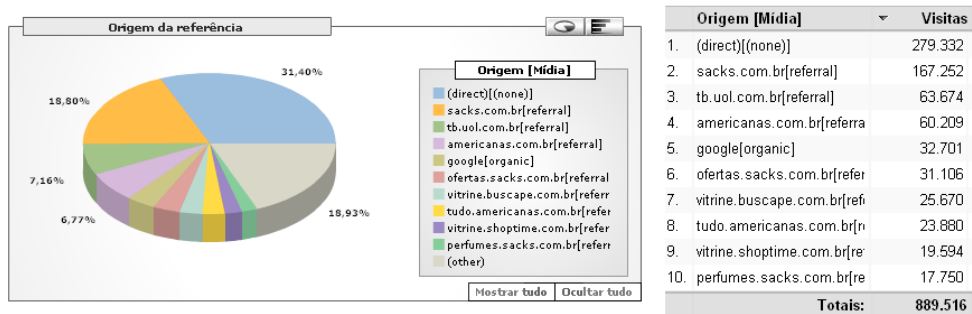 Origem da referência
31,40%
18,80%
7,16%
6,77%
18,93%
Origem [Mídia]
(direct)[(none)]
sacks.com.br[referral]
tb.uol.com.br[referral]
americanas.com.br[referral]
google[organic]
ofertas.sacks.com.br[referral
vitrine.buscape.com.br[referr
tudo.americanas.com.br[refer
vitrine.shoptime.com.br[refer
perfumes.sacks.com.br[referr
(other)
Mostrar tudo Ocultar tudo
Origem [Mídia] Visitas
1. (direct)[(none)] 279.332
2. sacks.com.br[referral] 167.252
3. tb.uol.com.br[referral] 63.674
4. americanas.com.br[referra 60.209
5. google[organic] 32.701
6. ofertas.sacks.com.br[refer 31.106
7. vitrine.buscape.com.br[ref 25.670
8. tudo.americanas.com.br[r 23.880
9. vitrine.shoptime.com.br[re 19.594
10. perfumes.sacks.com.br[re 17.750
Totais: 889.516